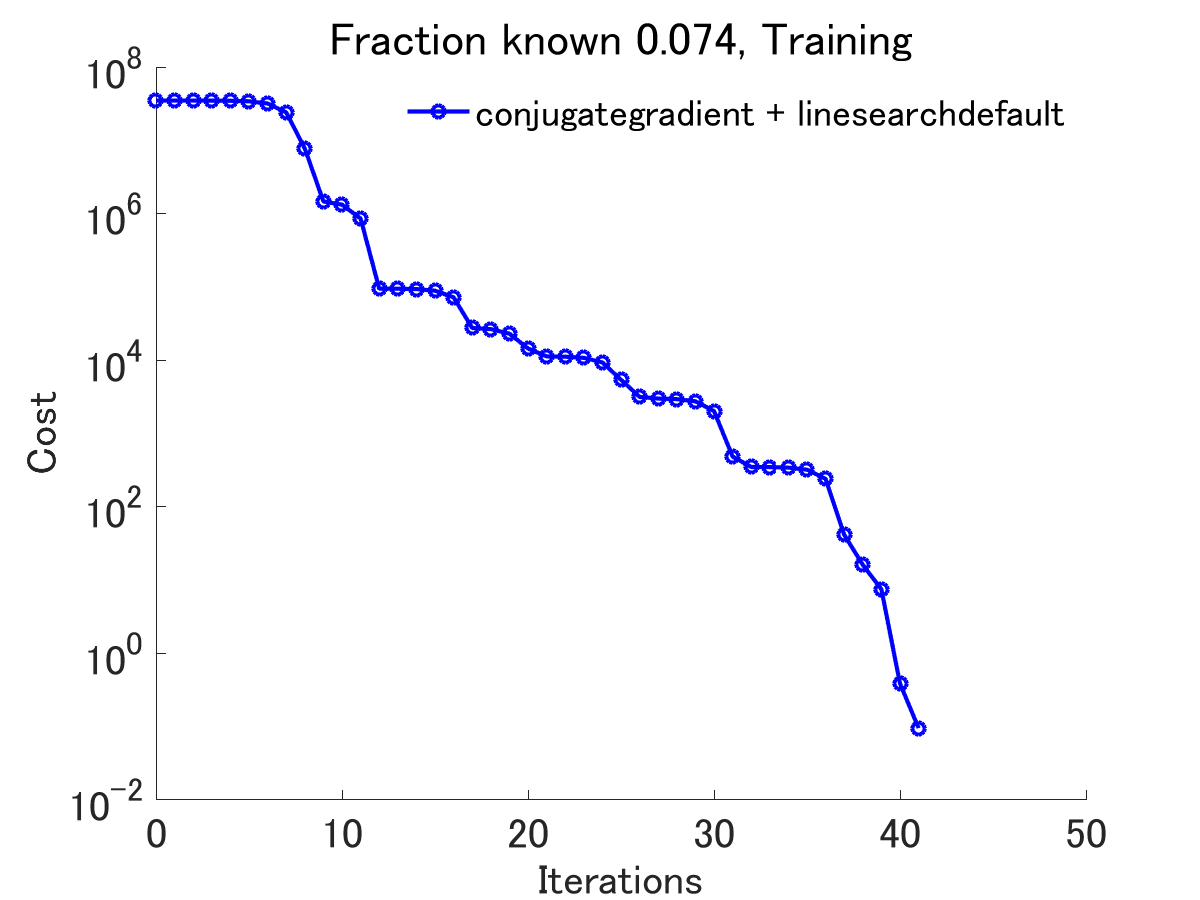 Fraction known 0.074, Training
conjugategradient + linesearchdefault
10^8
10^6
10^4
10^2
10^0
10^−2
Cost
0 10 20 30 40 50
Iterations